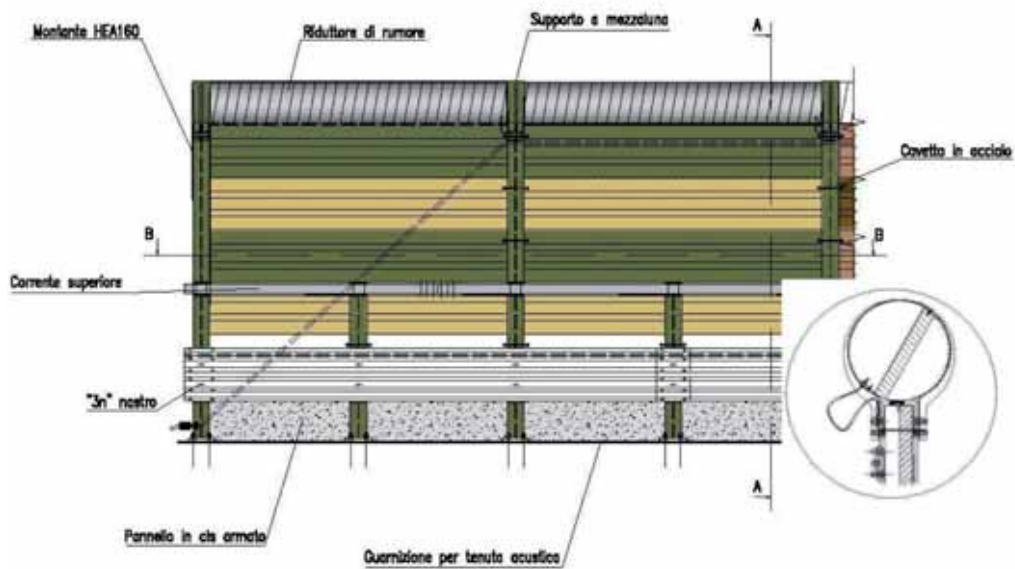 Supporto a mezzaluna
A
Montante HEA160
Riduttore di rumore
Cavetto in acciaio
B
B
Corrente superiore
"3n" nastro
A
Pannello in cls armato
Guarnizione per tenuta acustica